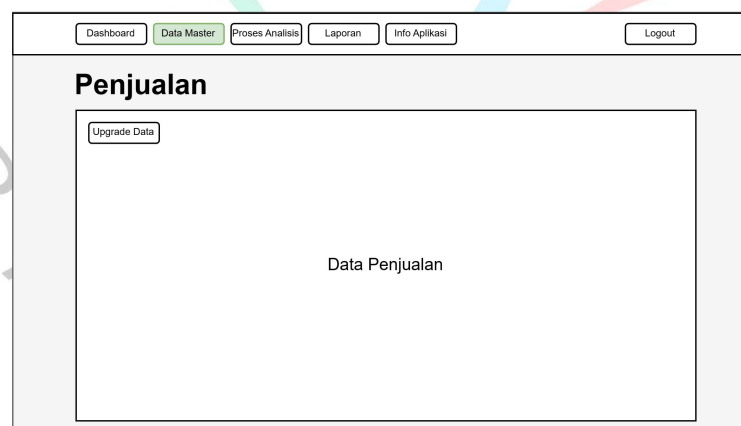 Dashboard Data Master Proses Analisis Laporan Info Aplikasi Logout
Penjualan
Upgrade Data
Data Penjualan